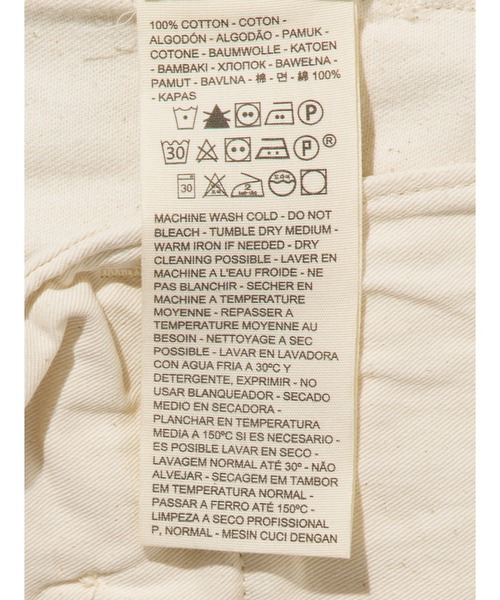 100% COTTON - COTON -
ALGODÓN - ALGODÃO - PAMUK -
COTONE - BAUMWOLLE - KATOEN
- BAMBAKI - ХЛОПОК - BAWEŁNA -
PAMUT - BAVLNA - 棉 - 면 - 綿 100%
- KAPAS
P
30 P ®
30
MACHINE WASH COLD - DO NOT
BLEACH - TUMBLE DRY MEDIUM -
WARM IRON IF NEEDED - DRY
CLEANING POSSIBLE - LAVER EN
MACHINE A L'EAU FROIDE - NE
PAS BLANCHIR - SECHER EN
MACHINE A TEMPERATURE
MOYENNE - REPASSER A
TEMPERATURE MOYENNE AU
BESOIN - NETTOYAGE A SEC
POSSIBLE - LAVAR EN LAVADORA
CON AGUA FRIA A 30ºC Y
DETERGENTE, EXPRIMIR - NO
USAR BLANQUEADOR - SECADO
MEDIO EN SECADORA -
PLANCHAR EN TEMPERATURA
MEDIA A 150ºC SI ES NECESARIO -
ES POSIBLE LAVAR EN SECO -
LAVAGEM NORMAL ATÉ 30º - NÃO
ALVEJAR - SECAGEM EM TAMBOR
EM TEMPERATURA NORMAL -
PASSAR A FERRO ATÉ 150ºC -
LIMPEZA A SECO PROFISSIONAL
P, NORMAL - MESIN CUCI DENGAN